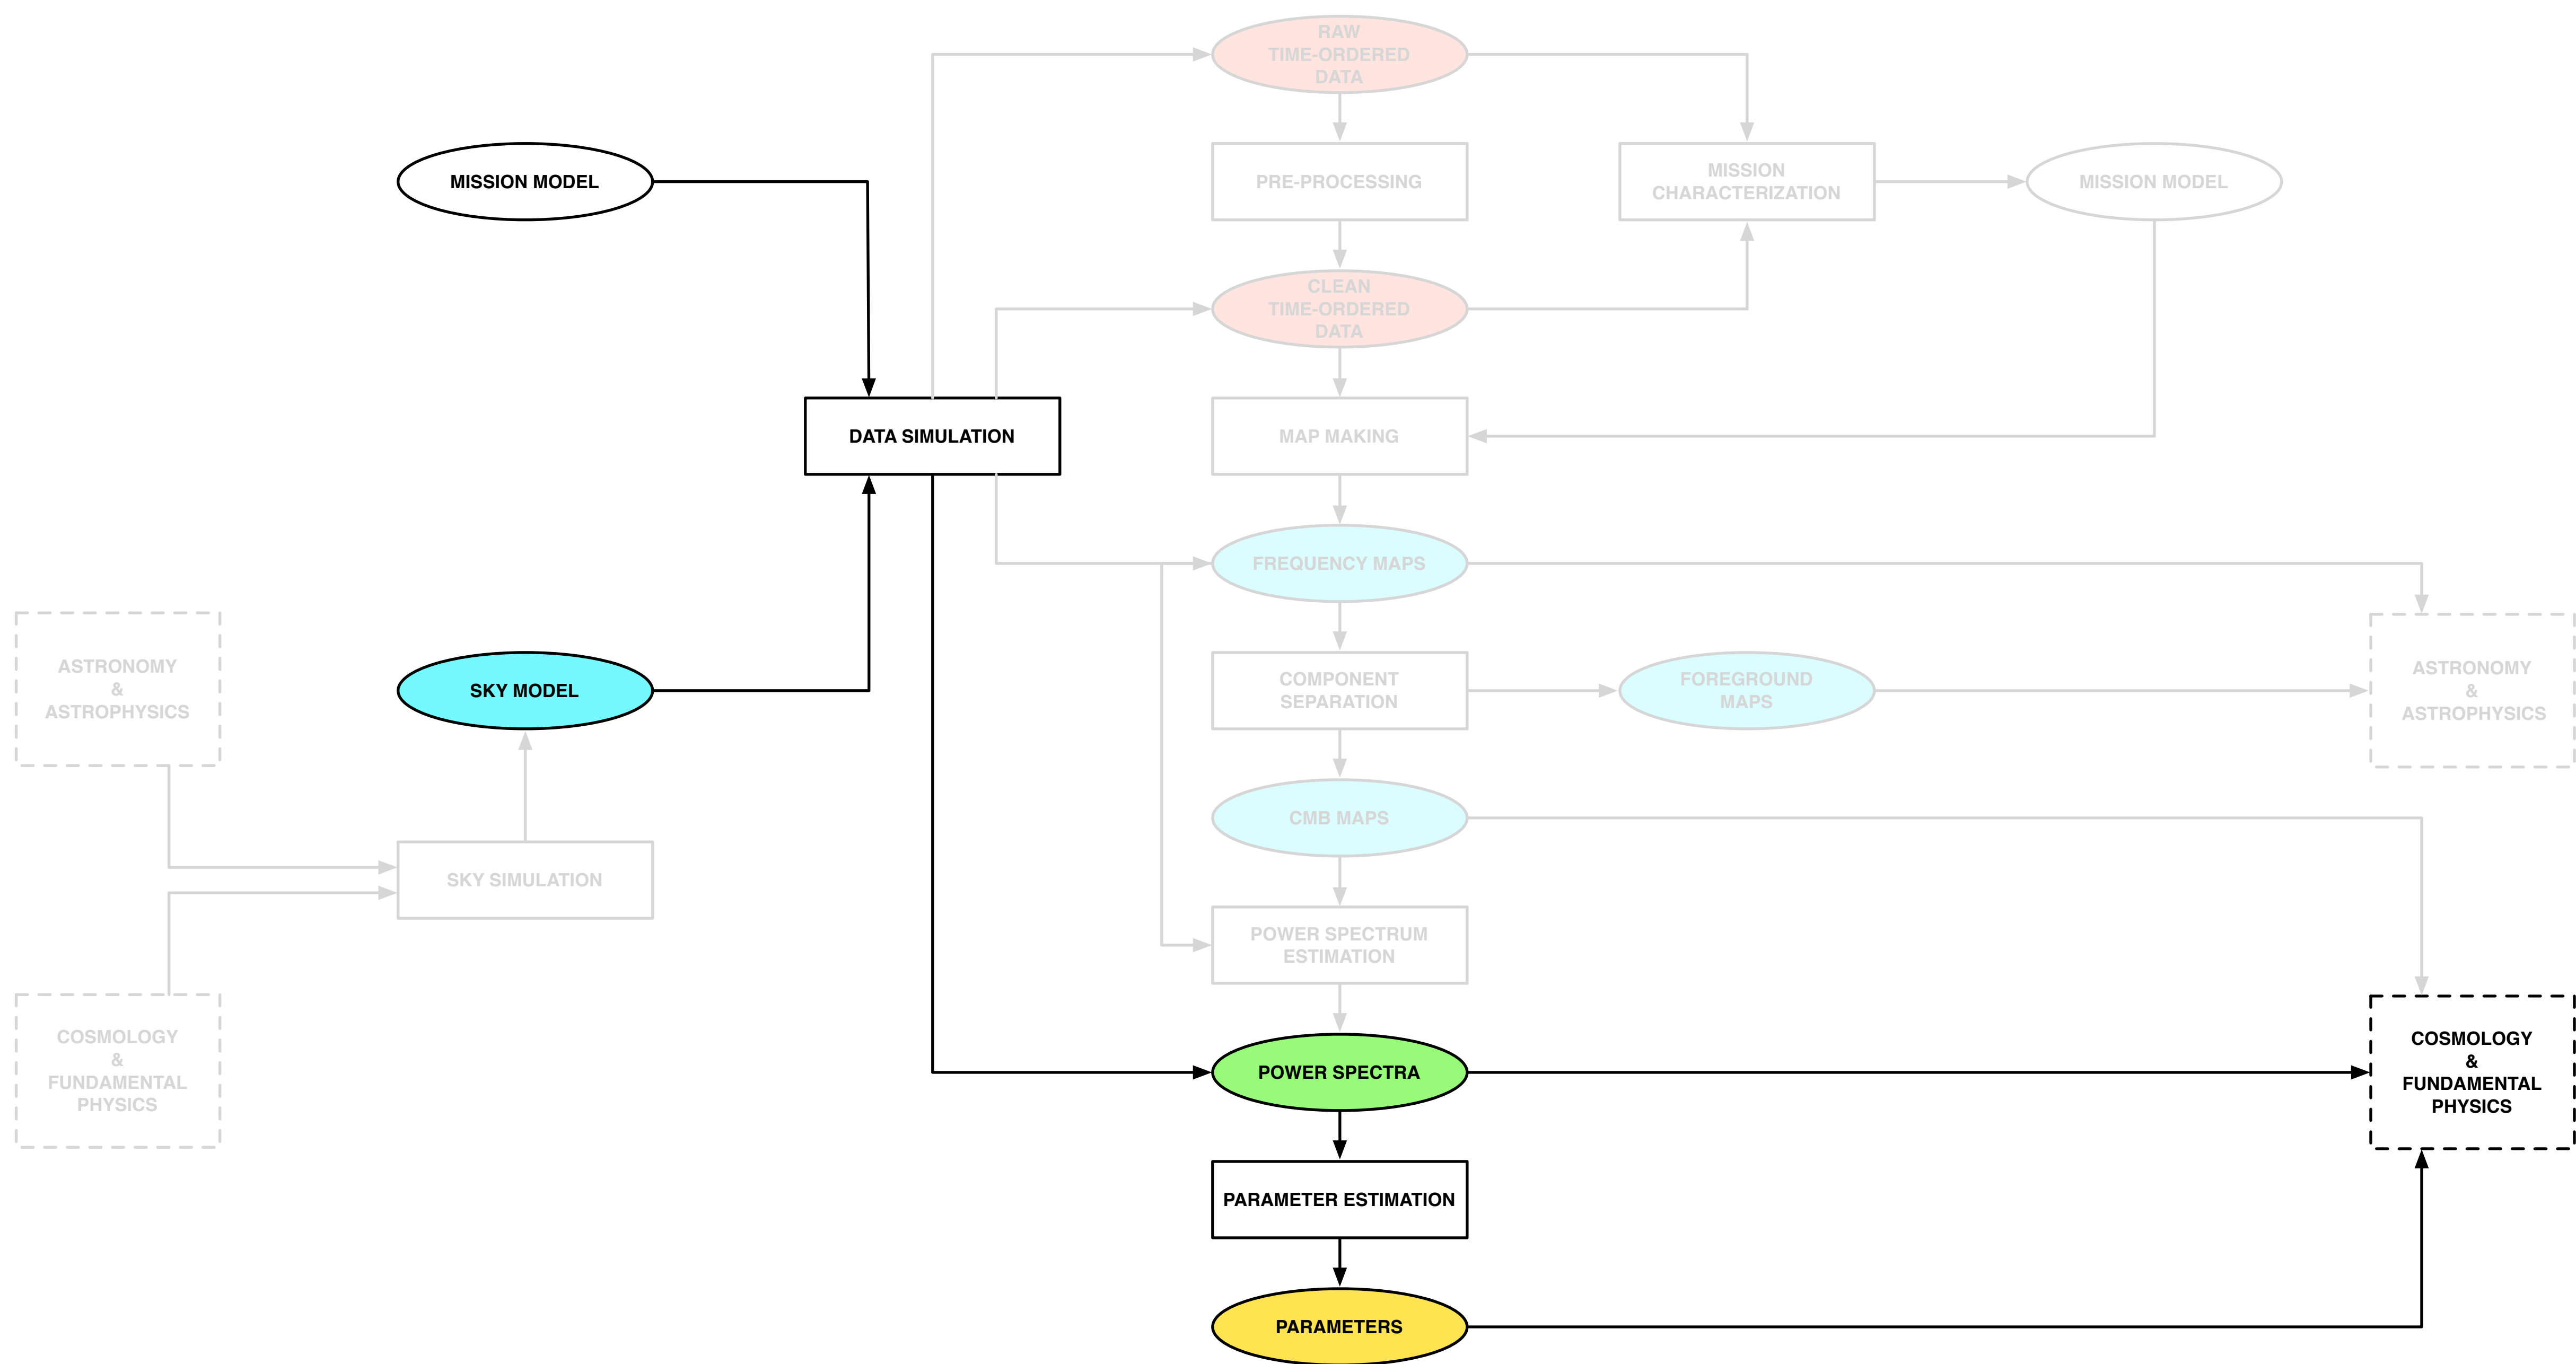 RAW
TIME-ORDERED
DATA
MISSION MODEL
PRE-PROCESSING
MISSION
CHARACTERIZATION
MISSION MODEL
CLEAN
TIME-ORDERED
DATA
DATA SIMULATION
MAP MAKING
FREQUENCY MAPS
ASTRONOMY
&
ASTROPHYSICS
SKY MODEL
COMPONENT
SEPARATION
FOREGROUND
MAPS
ASTRONOMY
&
ASTROPHYSICS
CMB MAPS
SKY SIMULATION
POWER SPECTRUM
ESTIMATION
COSMOLOGY
&
FUNDAMENTAL
PHYSICS
POWER SPECTRA
COSMOLOGY
&
FUNDAMENTAL
PHYSICS
PARAMETER ESTIMATION
PARAMETERS